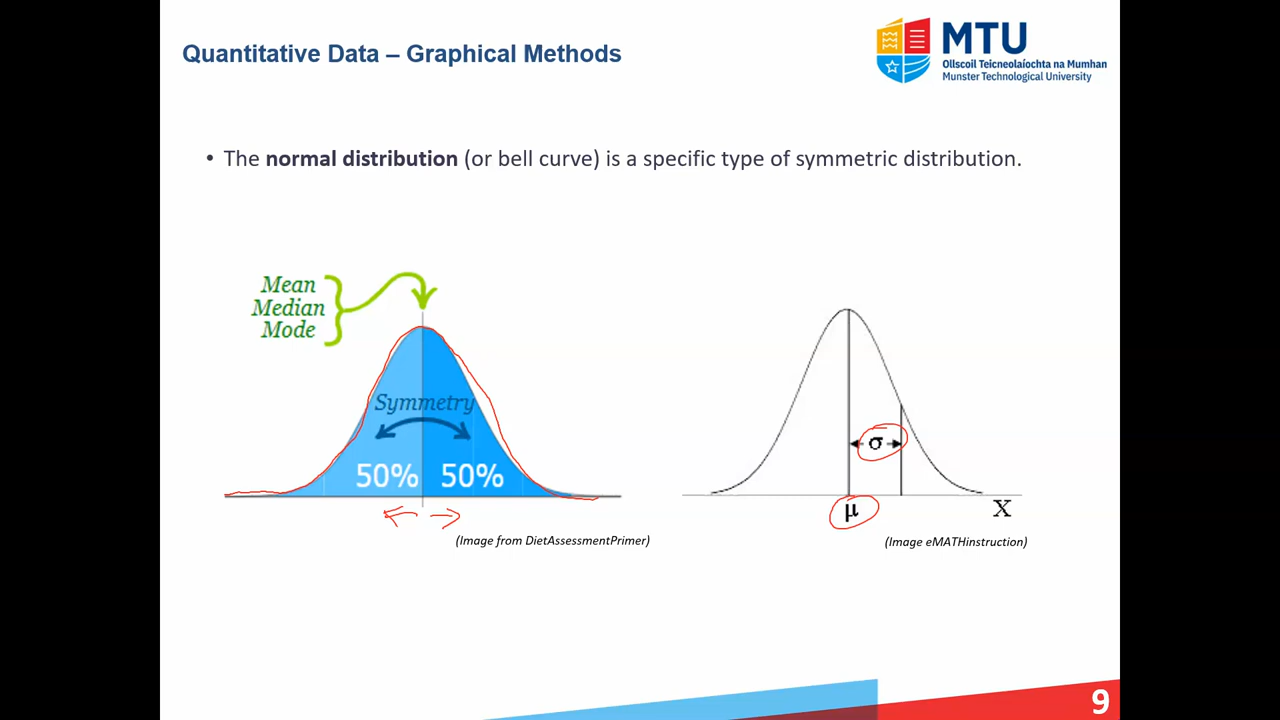 Quantitative Data – Graphical Methods
MTU
Ollscoil Teicneolaíochta na Mumhan
Munster Technological University
• The normal distribution (or bell curve) is a specific type of symmetric distribution.
Mean
Median
Mode
Symmetry
50% 50%
(Image from DietAssessmentPrimer)
σ
μ
X
(Image eMATHinstruction)
9